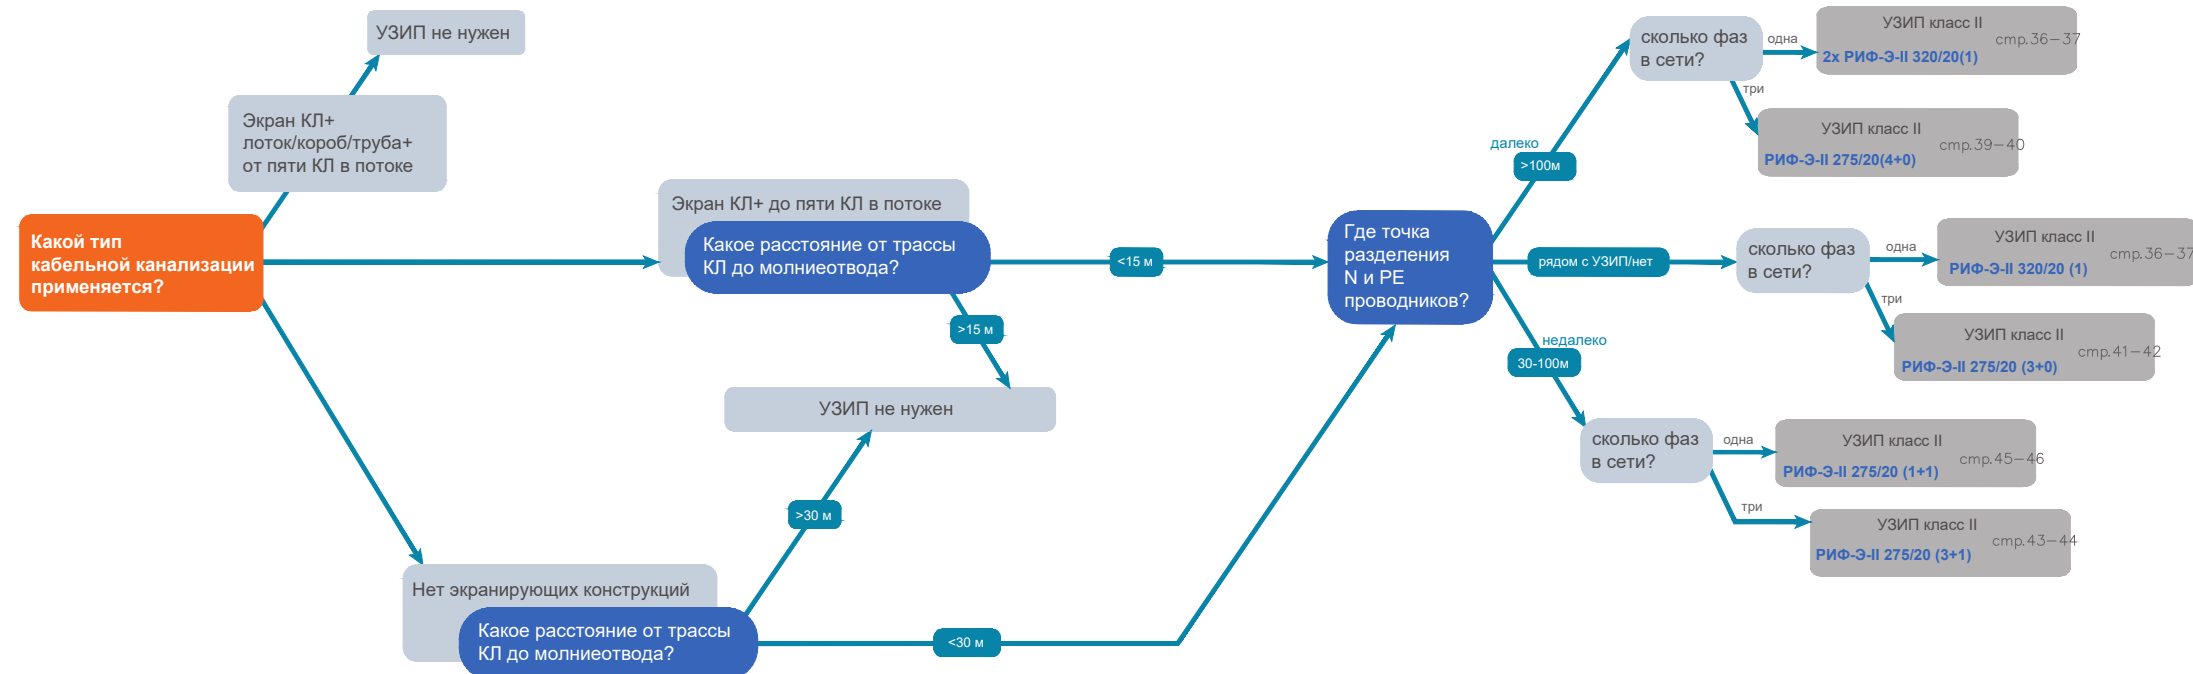 УЗИП не нужен
Экран КЛ+
лоток/короб/труба+
от пяти КЛ в потоке
Какой тип
кабельной канализации
применяется?
Экран КЛ+ до пяти КЛ в потоке
Какое расстояние от трассы
КЛ до молниеотвода?
<15 м
>15 м
УЗИП не нужен
>30 м
Нет экранирующих конструкций
Какое расстояние от трассы
КЛ до молниеотвода?
<30 м
Где точка
разделения
N и PE
проводников?
далеко
>100м
сколько фаз
в сети?
одна
УЗИП класс II
стр.36–37
2x РИФ-Э-II 320/20(1)
три
УЗИП класс II
стр.39–40
РИФ-Э-II 275/20(4+0)
рядом с УЗИП/нет
сколько фаз
в сети?
одна
УЗИП класс II
стр.36–37
РИФ-Э-II 320/20 (1)
три
УЗИП класс II
стр.41–42
РИФ-Э-II 275/20 (3+0)
недалеко
30-100м
сколько фаз
в сети?
одна
УЗИП класс II
стр.45–46
РИФ-Э-II 275/20 (1+1)
три
УЗИП класс II
стр.43–44
РИФ-Э-II 275/20 (3+1)